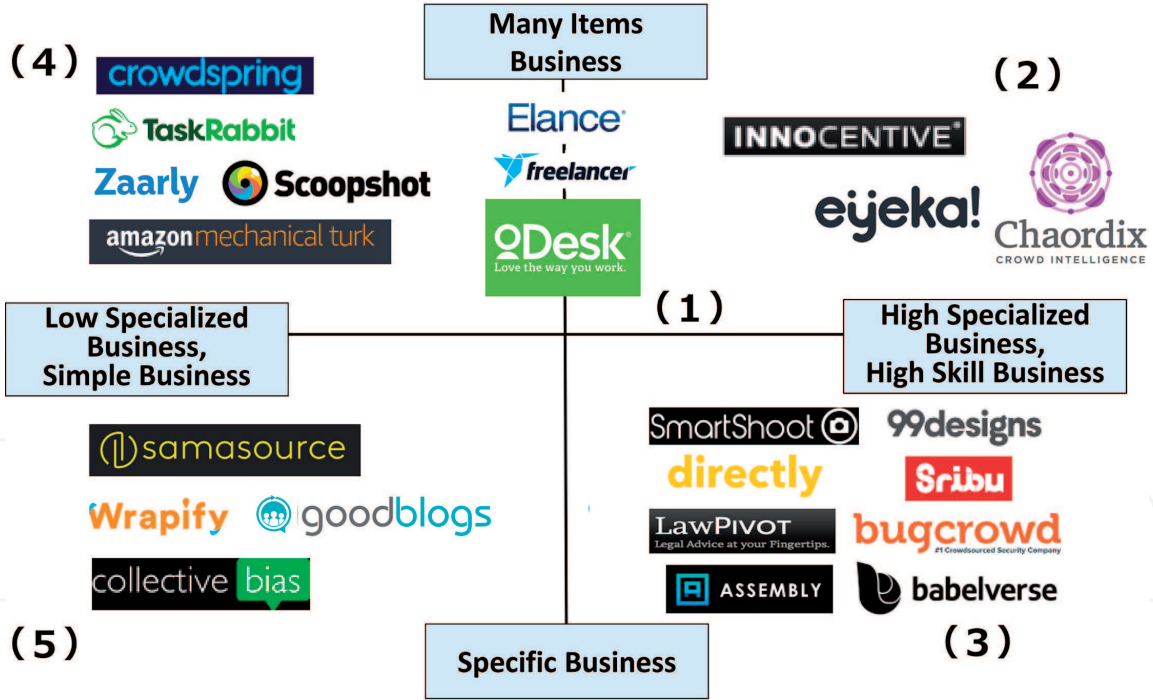 Many Items
Business
(4)
crowdspring
TaskRabbit
Zaarly
Scoopshot
amazon mechanical turk
Elance®
freelancer
oDesk®
Love the way you work.
(2)
INNOCENTIVE®
eÿeka!
Chaordix
CROWD INTELLIGENCE
(1)
Low Specialized
Business,
Simple Business
High Specialized
Business,
High Skill Business
samasource
Wrapify
goodblogs
collective bias
(5)
SmartShoot
99designs
directly
Sribu
LAWPIVOT
Legal Advice at your Fingertips.
bugcrowd
#1 Crowdsourced Security Company
A ASSEMBLY
babelverse
(3)
Specific Business